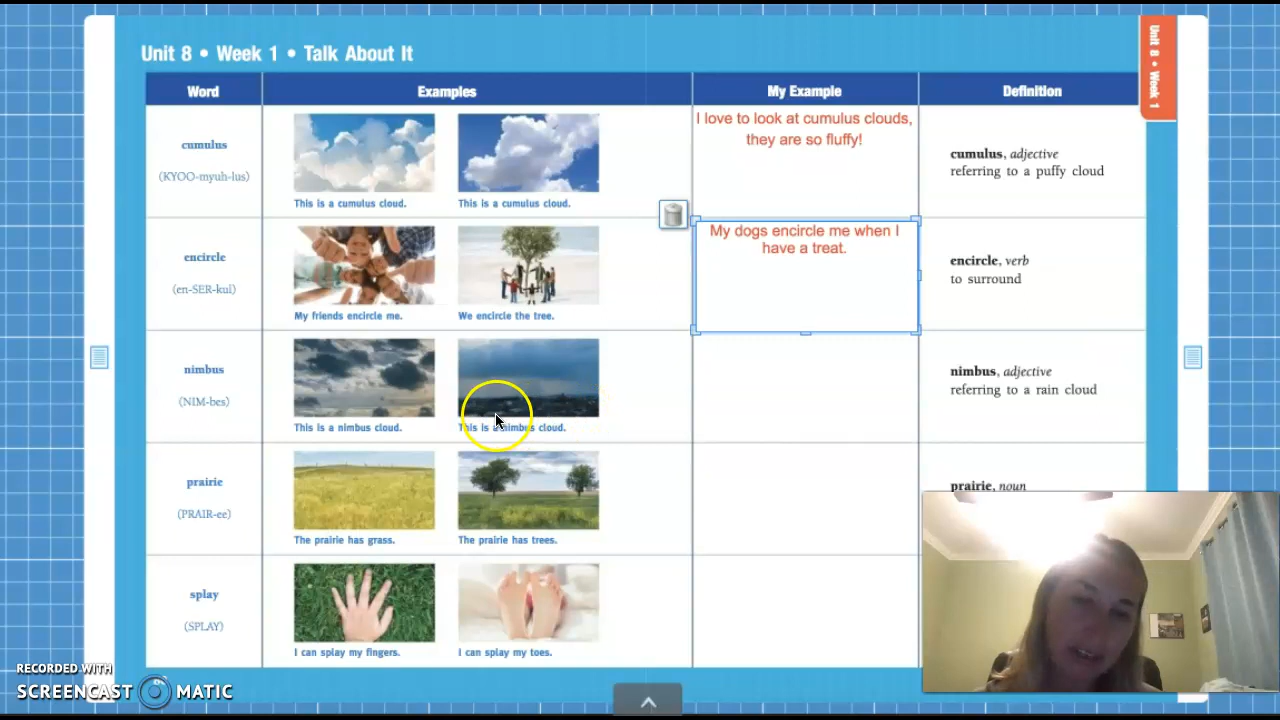 Unit 8 • Week 1 • Talk About It
Unit 8 • Week 1
Word
Examples
My Example
Definition
cumulus
(KYOO-myuh-lus)
This is a cumulus cloud.
This is a cumulus cloud.
I love to look at cumulus clouds,
they are so fluffy!
cumulus, adjective
referring to a puffy cloud
encircle
(en-SER-kul)
My friends encircle me.
We encircle the tree.
My dogs encircle me when I
have a treat.
encircle, verb
to surround
nimbus
(NIM-bes)
This is a nimbus cloud.
This is a nimbus cloud.
nimbus, adjective
referring to a rain cloud
prairie
(PRAIR-ee)
The prairie has grass.
The prairie has trees.
prairie, noun
splay
(SPLAY)
I can splay my fingers.
I can splay my toes.
RECORDED WITH
SCREENCAST MATIC